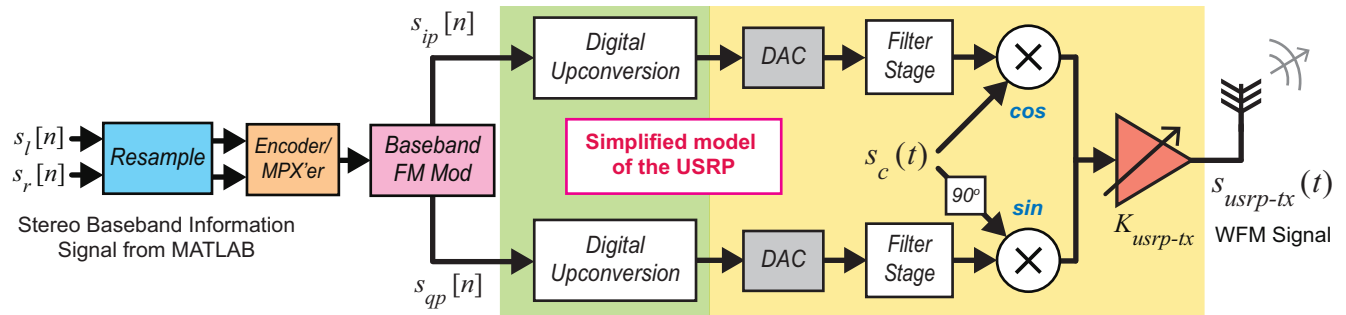 s_l[n]
s_r[n]
Stereo Baseband Information
Signal from MATLAB
Resample
Encoder/
MPX'er
Baseband
FM Mod
s_ip[n]
s_qp[n]
Digital
Upconversion
DAC
Filter
Stage
cos
Simplified model
of the USRP
s_c(t)
90º
sin
Digital
Upconversion
DAC
Filter
Stage
K_usrp-tx
s_usrp-tx(t)
WFM Signal